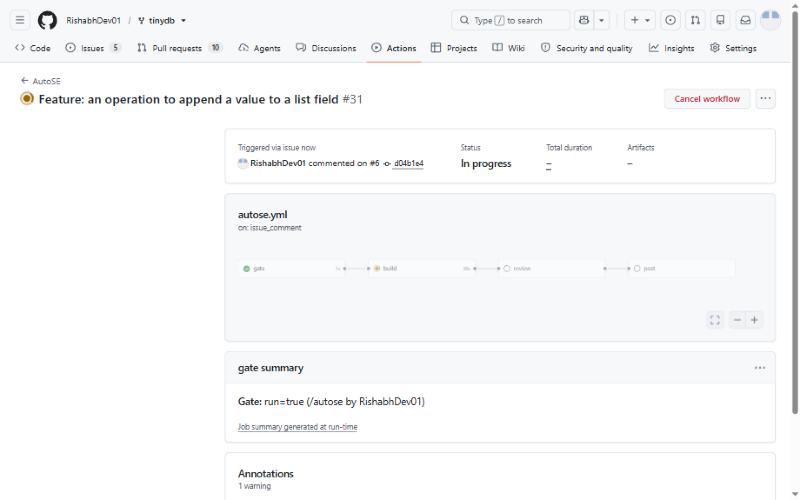 RishabhDev01 / tinydb
Type / to search
Code
Issues 5
Pull requests 10
Agents
Discussions
Actions
Projects
Wiki
Security and quality
Insights
Settings
← AutoSE
Feature: an operation to append a value to a list field #31
Cancel workflow
Triggered via issue now
RishabhDev01 commented on #6 d04b1e4
Status
In progress
Total duration
–
Artifacts
–
autose.yml
on: issue_comment
gate
build
review
post
gate summary
Gate: run=true (/autose by RishabhDev01)
Job summary generated at run-time
Annotations
1 warning